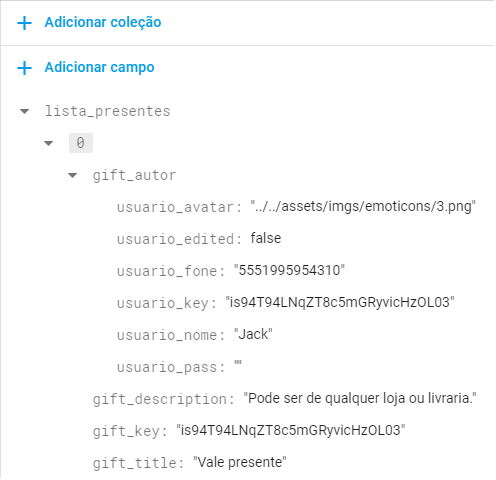 Adicionar coleção
Adicionar campo
lista_presentes
0
gift_autor
usuario_avatar: "../../assets/imgs/emoticons/3.png"
usuario_edited: false
usuario_fone: "5551995954310"
usuario_key: "is94T94LNqZT8c5mGRyvicHzOL03"
usuario_nome: "Jack"
usuario_pass: ""
gift_description: "Pode ser de qualquer loja ou livraria."
gift_key: "is94T94LNqZT8c5mGRyvicHzOL03"
gift_title: "Vale presente"